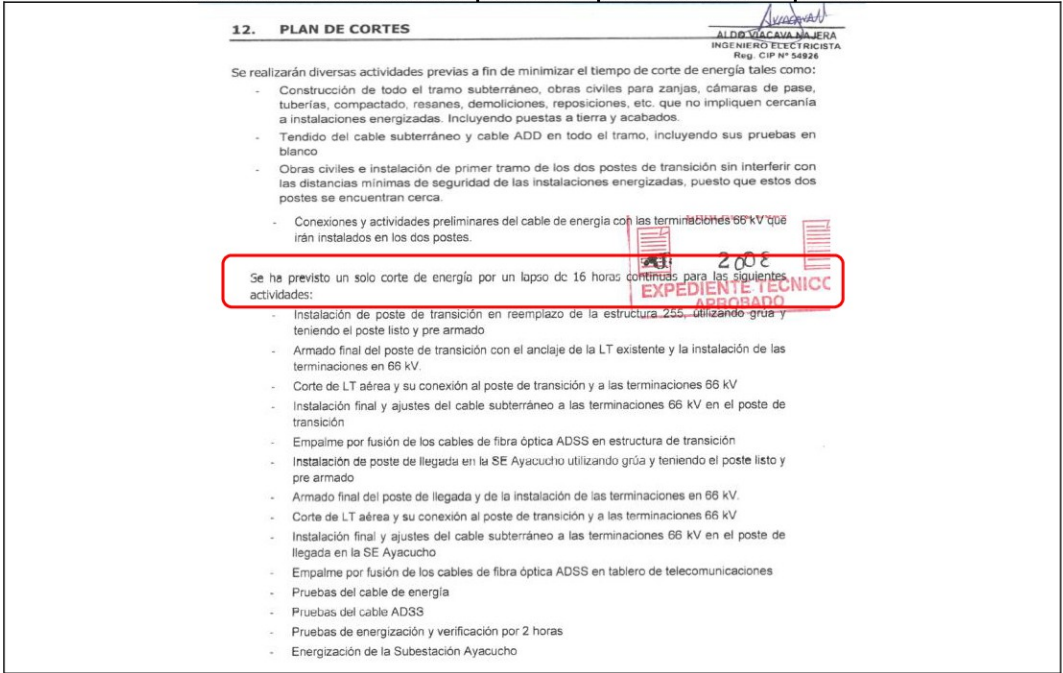 12. PLAN DE CORTES
ALDO VIACAVA NAJERA
INGENIERO ELECTRICISTA
Reg. CIP N° 54926
Se realizarán diversas actividades previas a fin de minimizar el tiempo de corte de energía tales como:
- Construcción de todo el tramo subterráneo, obras civiles para zanjas, cámaras de pase,
tuberías, compactado, resanes, demoliciones, reposiciones, etc. que no impliquen cercanía
a instalaciones energizadas. Incluyendo puestas a tierra y acabados.
- Tendido del cable subterráneo y cable ADD en todo el tramo, incluyendo sus pruebas en
blanco
- Obras civiles e instalación de primer tramo de los dos postes de transición sin interferir con
las distancias mínimas de seguridad de las instalaciones energizadas, puesto que estos dos
postes se encuentran cerca.
- Conexiones y actividades preliminares del cable de energía con las terminaciones 66 kV que
irán instalados en los dos postes.
Se ha previsto un solo corte de energía por un lapso de 16 horas continuas para las siguientes
actividades:
EXPEDIENTE TECNICO
APROBADO
- Instalación de poste de transición en reemplazo de la estructura 255, utilizando grúa y
teniendo el poste listo y pre armado
- Armado final del poste de transición con el anclaje de la LT existente y la instalación de las
terminaciones en 66 kV.
- Corte de LT aérea y su conexión al poste de transición y a las terminaciones 66 kV
- Instalación final y ajustes del cable subterráneo a las terminaciones 66 kV en el poste de
transición
- Empalme por fusión de los cables de fibra óptica ADSS en estructura de transición
- Instalación de poste de llegada en la SE Ayacucho utilizando grúa y teniendo el poste listo y
pre armado
- Armado final del poste de llegada y de la instalación de las terminaciones en 66 kV.
- Corte de LT aérea y su conexión al poste de transición y a las terminaciones 66 kV
- Instalación final y ajustes del cable subterráneo a las terminaciones 66 kV en el poste de
llegada en la SE Ayacucho
- Empalme por fusión de los cables de fibra óptica ADSS en tablero de telecomunicaciones
- Pruebas del cable de energía
- Pruebas del cable ADSS
- Pruebas de energización y verificación por 2 horas
- Energización de la Subestación Ayacucho